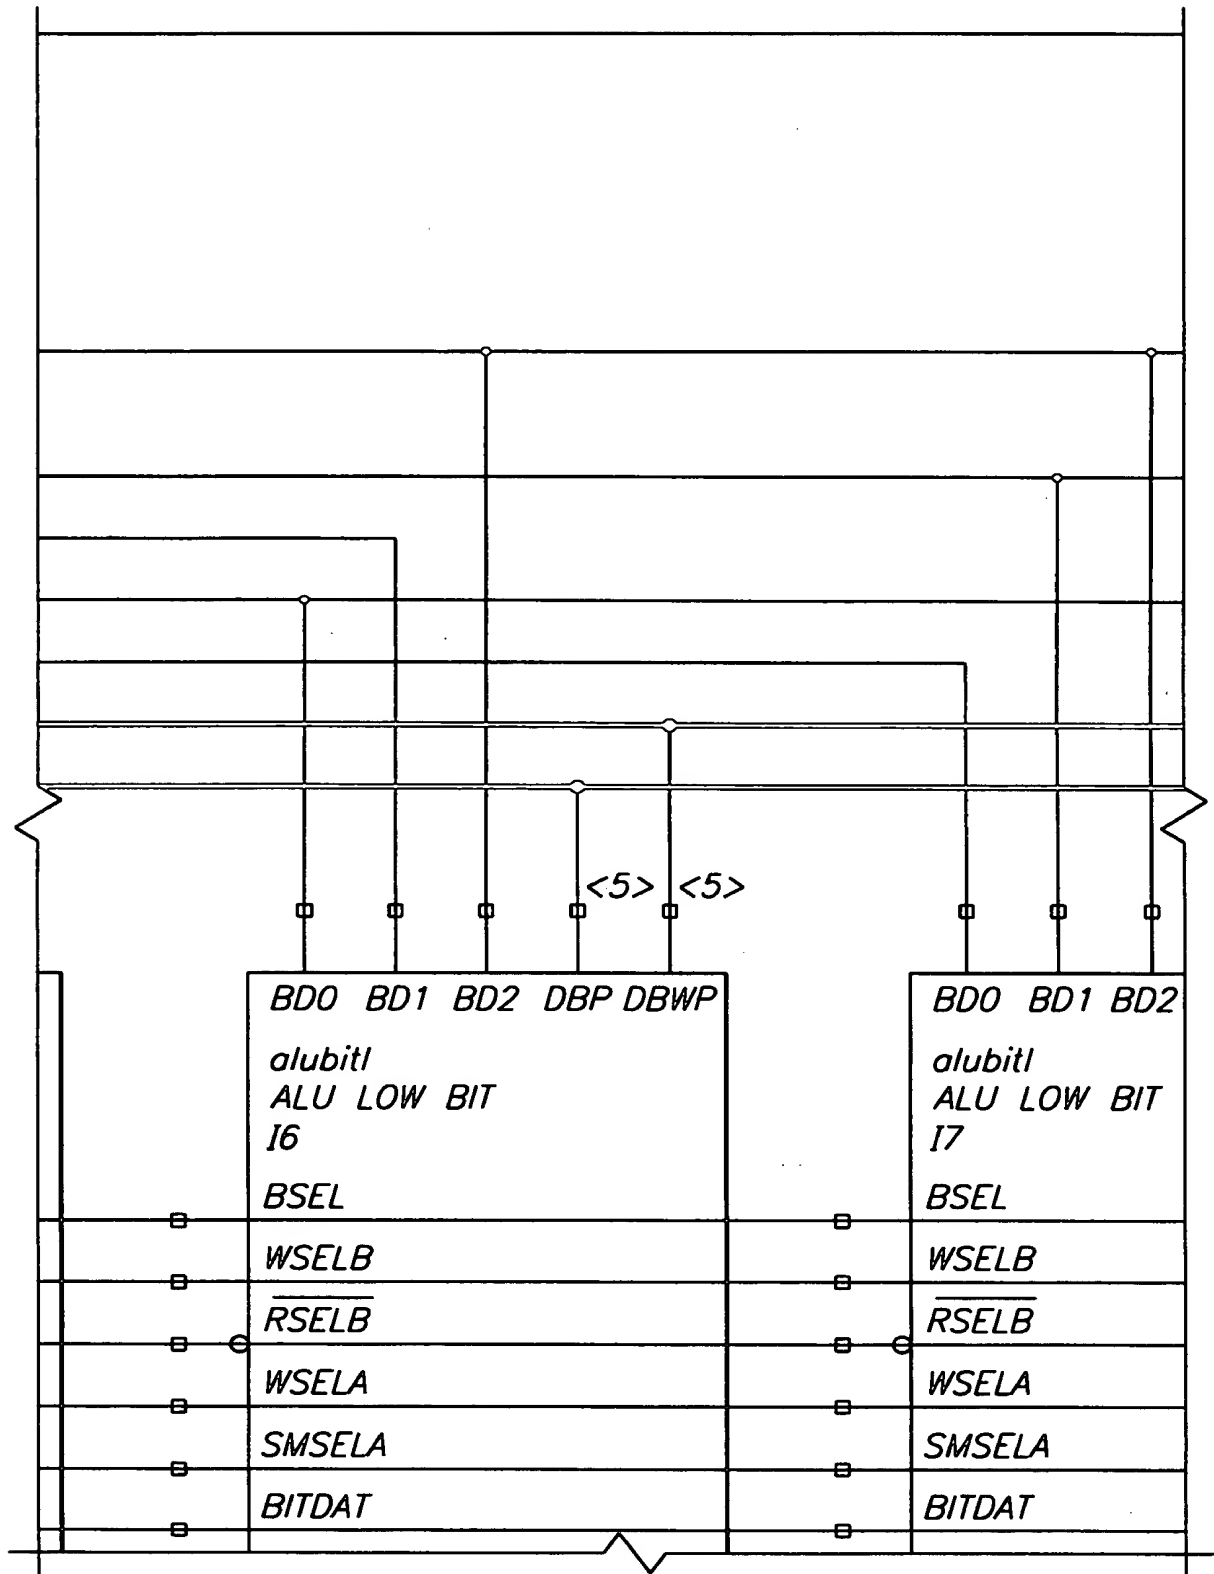 <5> <5>
BD0 BD1 BD2 DBP DBWP
alubitl
ALU LOW BIT
I6
BSEL
WSELB
RSELB
WSELA
SMSELA
BITDAT
BD0 BD1 BD2
alubitl
ALU LOW BIT
I7
BSEL
WSELB
RSELB
WSELA
SMSELA
BITDAT